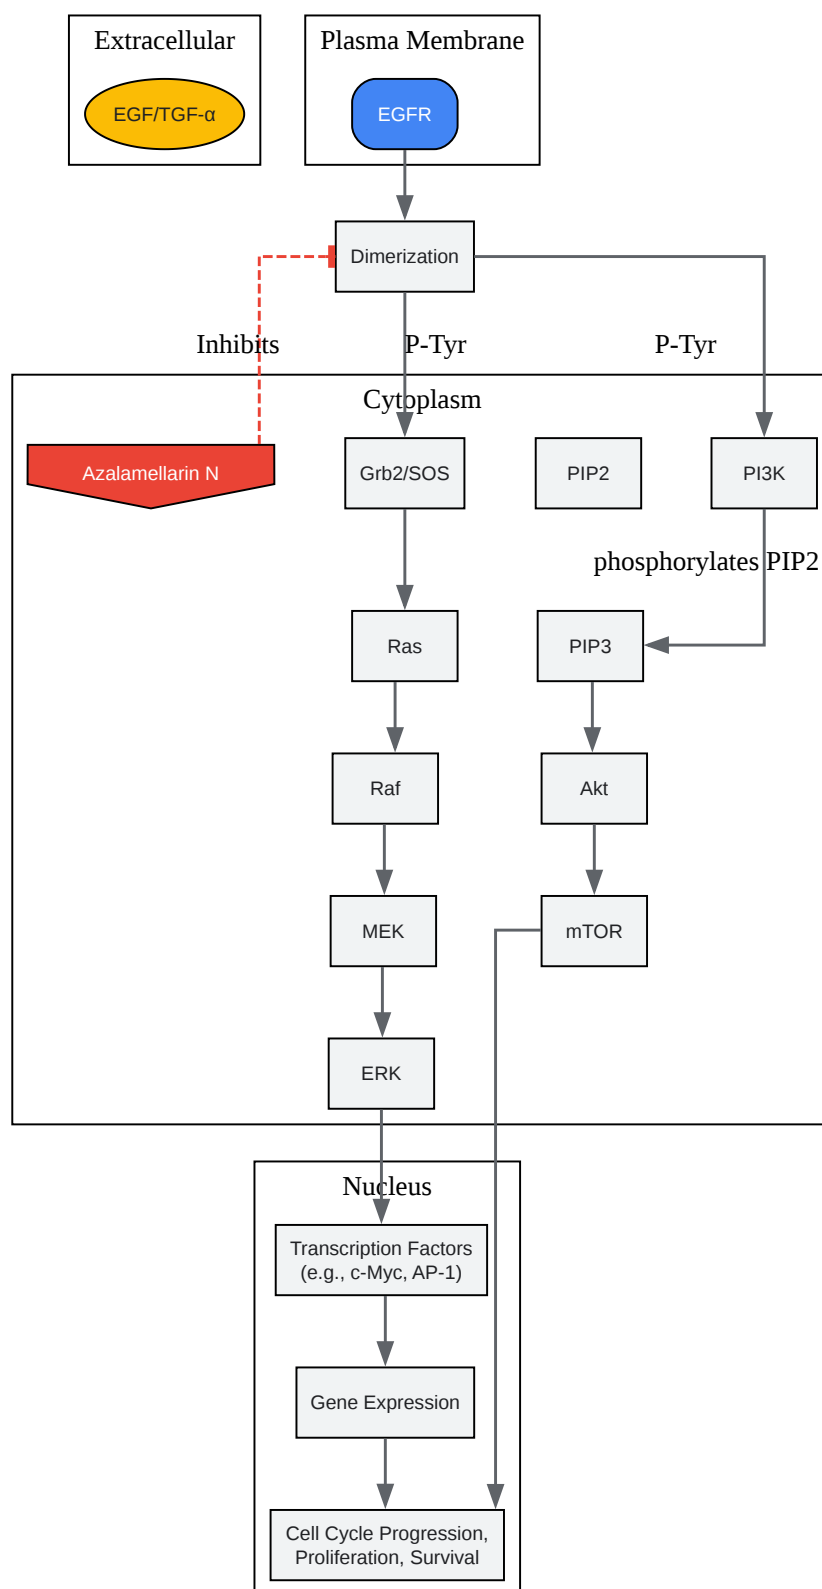 Extracellular
Plasma Membrane
EGF/TGF-α
EGFR
Dimerization
Inhibits
P-Tyr
P-Tyr
Cytoplasm
Azalamellarin N
Grb2/SOS
PIP2
PI3K
phosphorylates PIP2
Ras
PIP3
Raf
Akt
MEK
mTOR
ERK
Nucleus
Transcription Factors
(e.g., c-Myc, AP-1)
Gene Expression
Cell Cycle Progression,
Proliferation, Survival